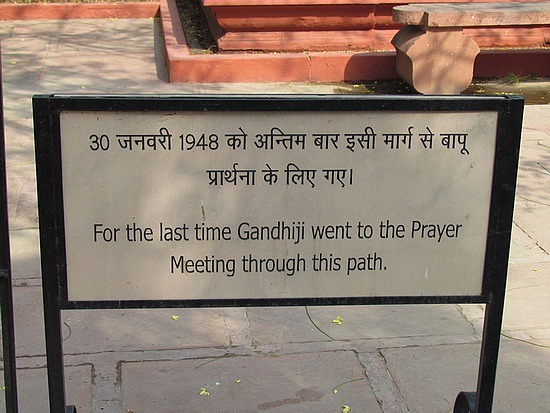 30 जनवरी 1948 को अन्तिम बार इसी मार्ग से बापू
प्रार्थना के लिए गए।
For the last time Gandhiji went to the Prayer
Meeting through this path.